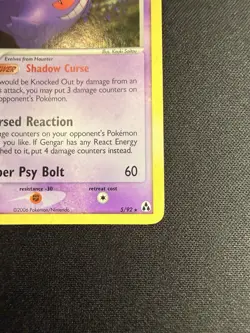 Evolves from Haunter
Shadow Curse
would be Knocked Out by damage from an
attack, you may put 3 damage counters on
opponent's Pokémon.
rsed Reaction
mage counters on your opponent's Pokémon
u like. If Gengar has any React Energy
d to it, put 4 damage counters instead.
per Psy Bolt 60
resistance -30 retreat cost
©2006 Pokémon/Nintendo 5/92